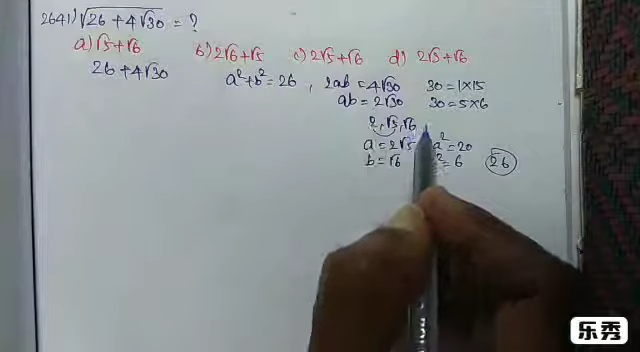 2641) √26 + 4√30 = ?
a) √5 + √6 b) 2√6 + √5 c) 2√5 + √6 d) 2√3 + √6
26 + 4√30 a² + b² = 26 , 2ab = 4√30 30 = 1 × 15
ab = 2√30 30 = 5 × 6
2, √5, √6
a = 2√5 a² = 20
b = √6 ² = 6 26
乐秀